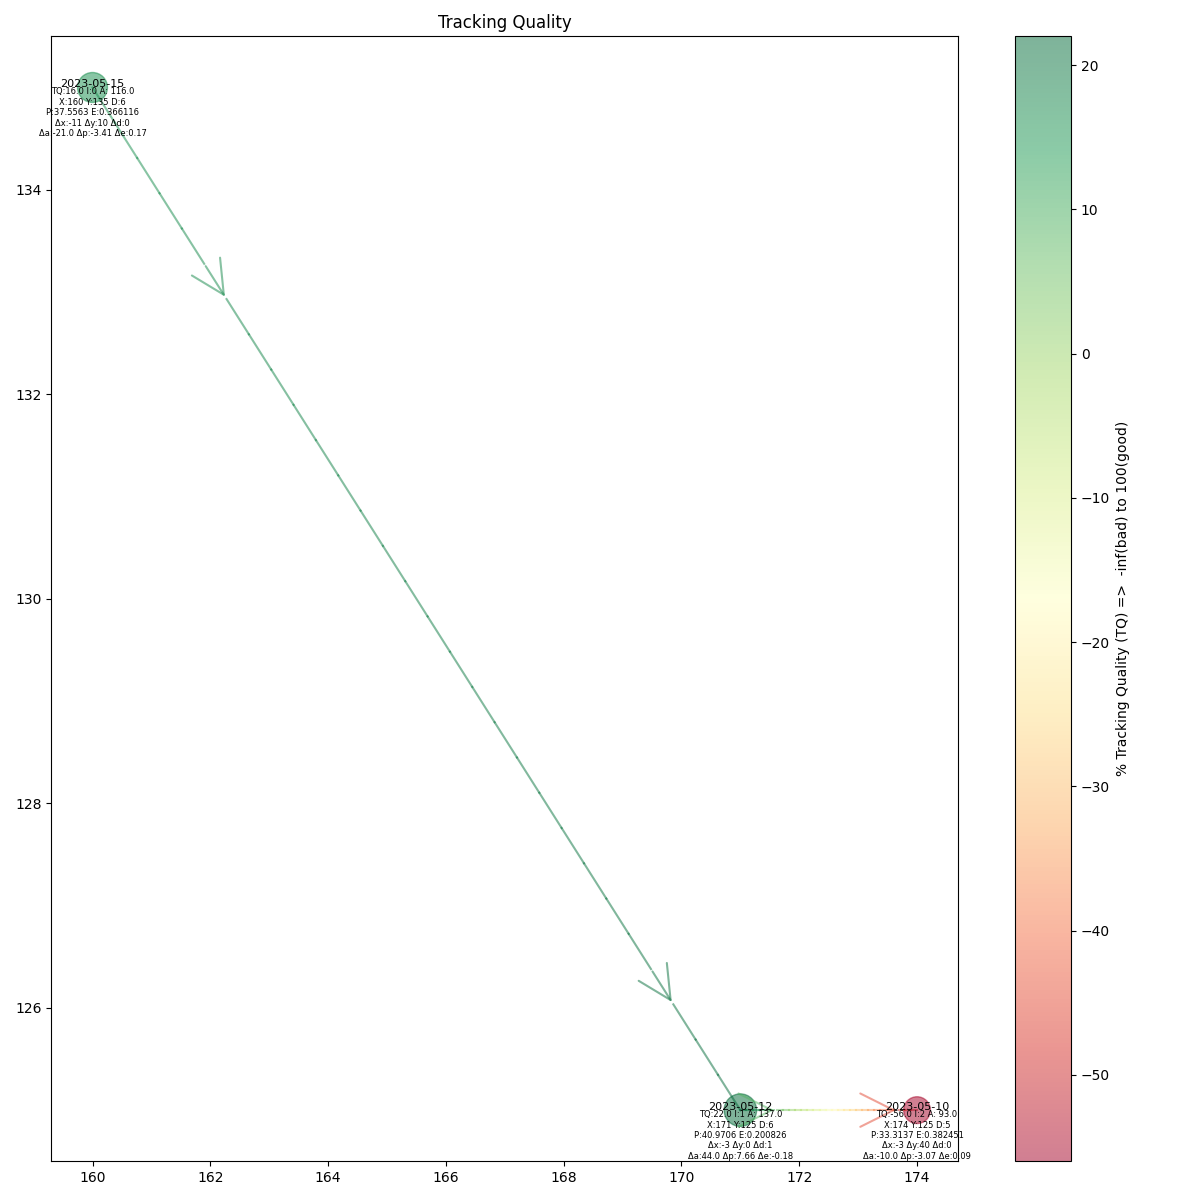 Tracking Quality
2023-05-15
TQ:16.0 I:0 A: 116.0
X:160 Y:135 D:6
P:37.5563 E:0.366116
Δx:-11 Δy:10 Δd:0
Δa:-21.0 Δp:-3.41 Δe:0.17
134
132
130
128
126
2023-05-12
TQ:22.0 I:1 A: 137.0
X:171 Y:125 D:6
P:40.9706 E:0.200826
Δx:-3 Δy:0 Δd:1
Δa:44.0 Δp:7.66 Δe:-0.18
2023-05-10
TQ:-56.0 I:2 A: 93.0
X:174 Y:125 D:5
P:33.3137 E:0.382451
Δx:-3 Δy:40 Δd:0
Δa:-10.0 Δp:-3.07 Δe:0.09
160 162 164 166 168 170 172 174
20
10
0
−10
−20
−30
−40
−50
% Tracking Quality (TQ) => -inf(bad) to 100(good)